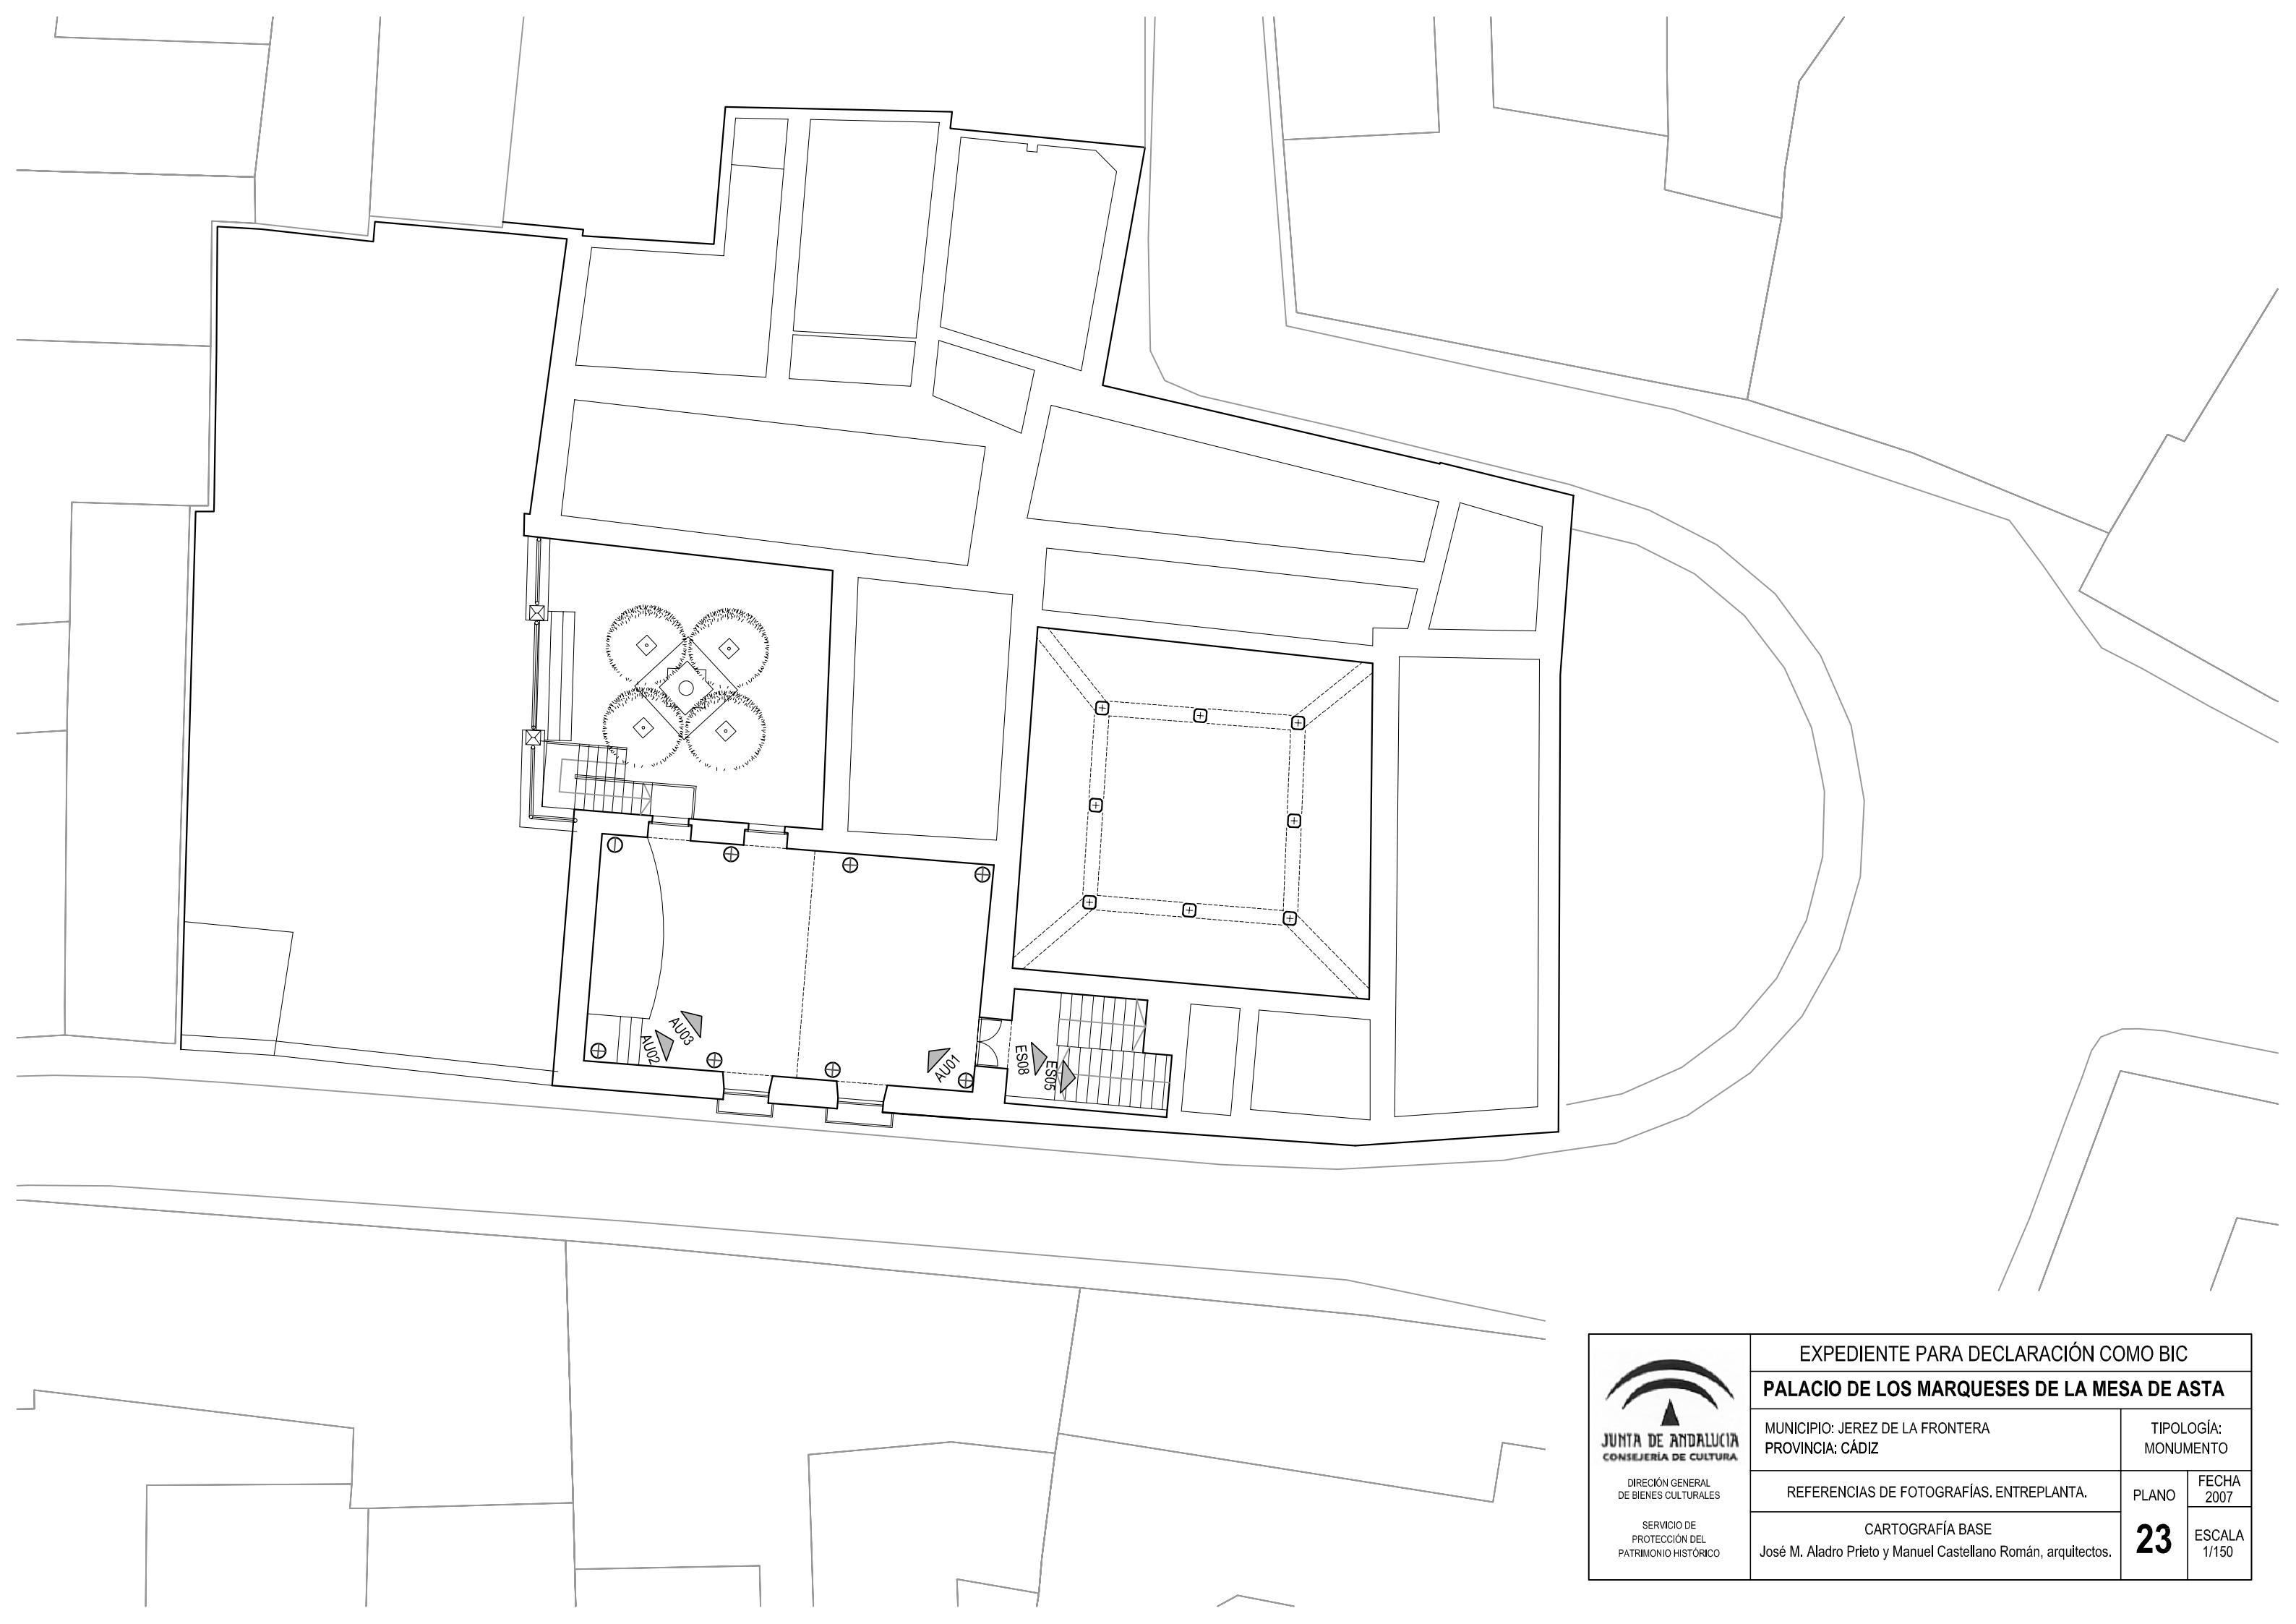 AU03
AU02
AU01
ES08
ES05
EXPEDIENTE PARA DECLARACIÓN COMO BIC
PALACIO DE LOS MARQUESES DE LA MESA DE ASTA
MUNICIPIO: JEREZ DE LA FRONTERA
PROVINCIA: CÁDIZ
TIPOLOGÍA:
MONUMENTO
JUNTA DE ANDALUCIA
CONSEJERÍA DE CULTURA
DIRECIÓN GENERAL
DE BIENES CULTURALES
SERVICIO DE
PROTECCIÓN DEL
PATRIMONIO HISTÓRICO
REFERENCIAS DE FOTOGRAFÍAS. ENTREPLANTA.
CARTOGRAFÍA BASE
José M. Aladro Prieto y Manuel Castellano Román, arquitectos.
PLANO
23
FECHA
2007
ESCALA
1/150